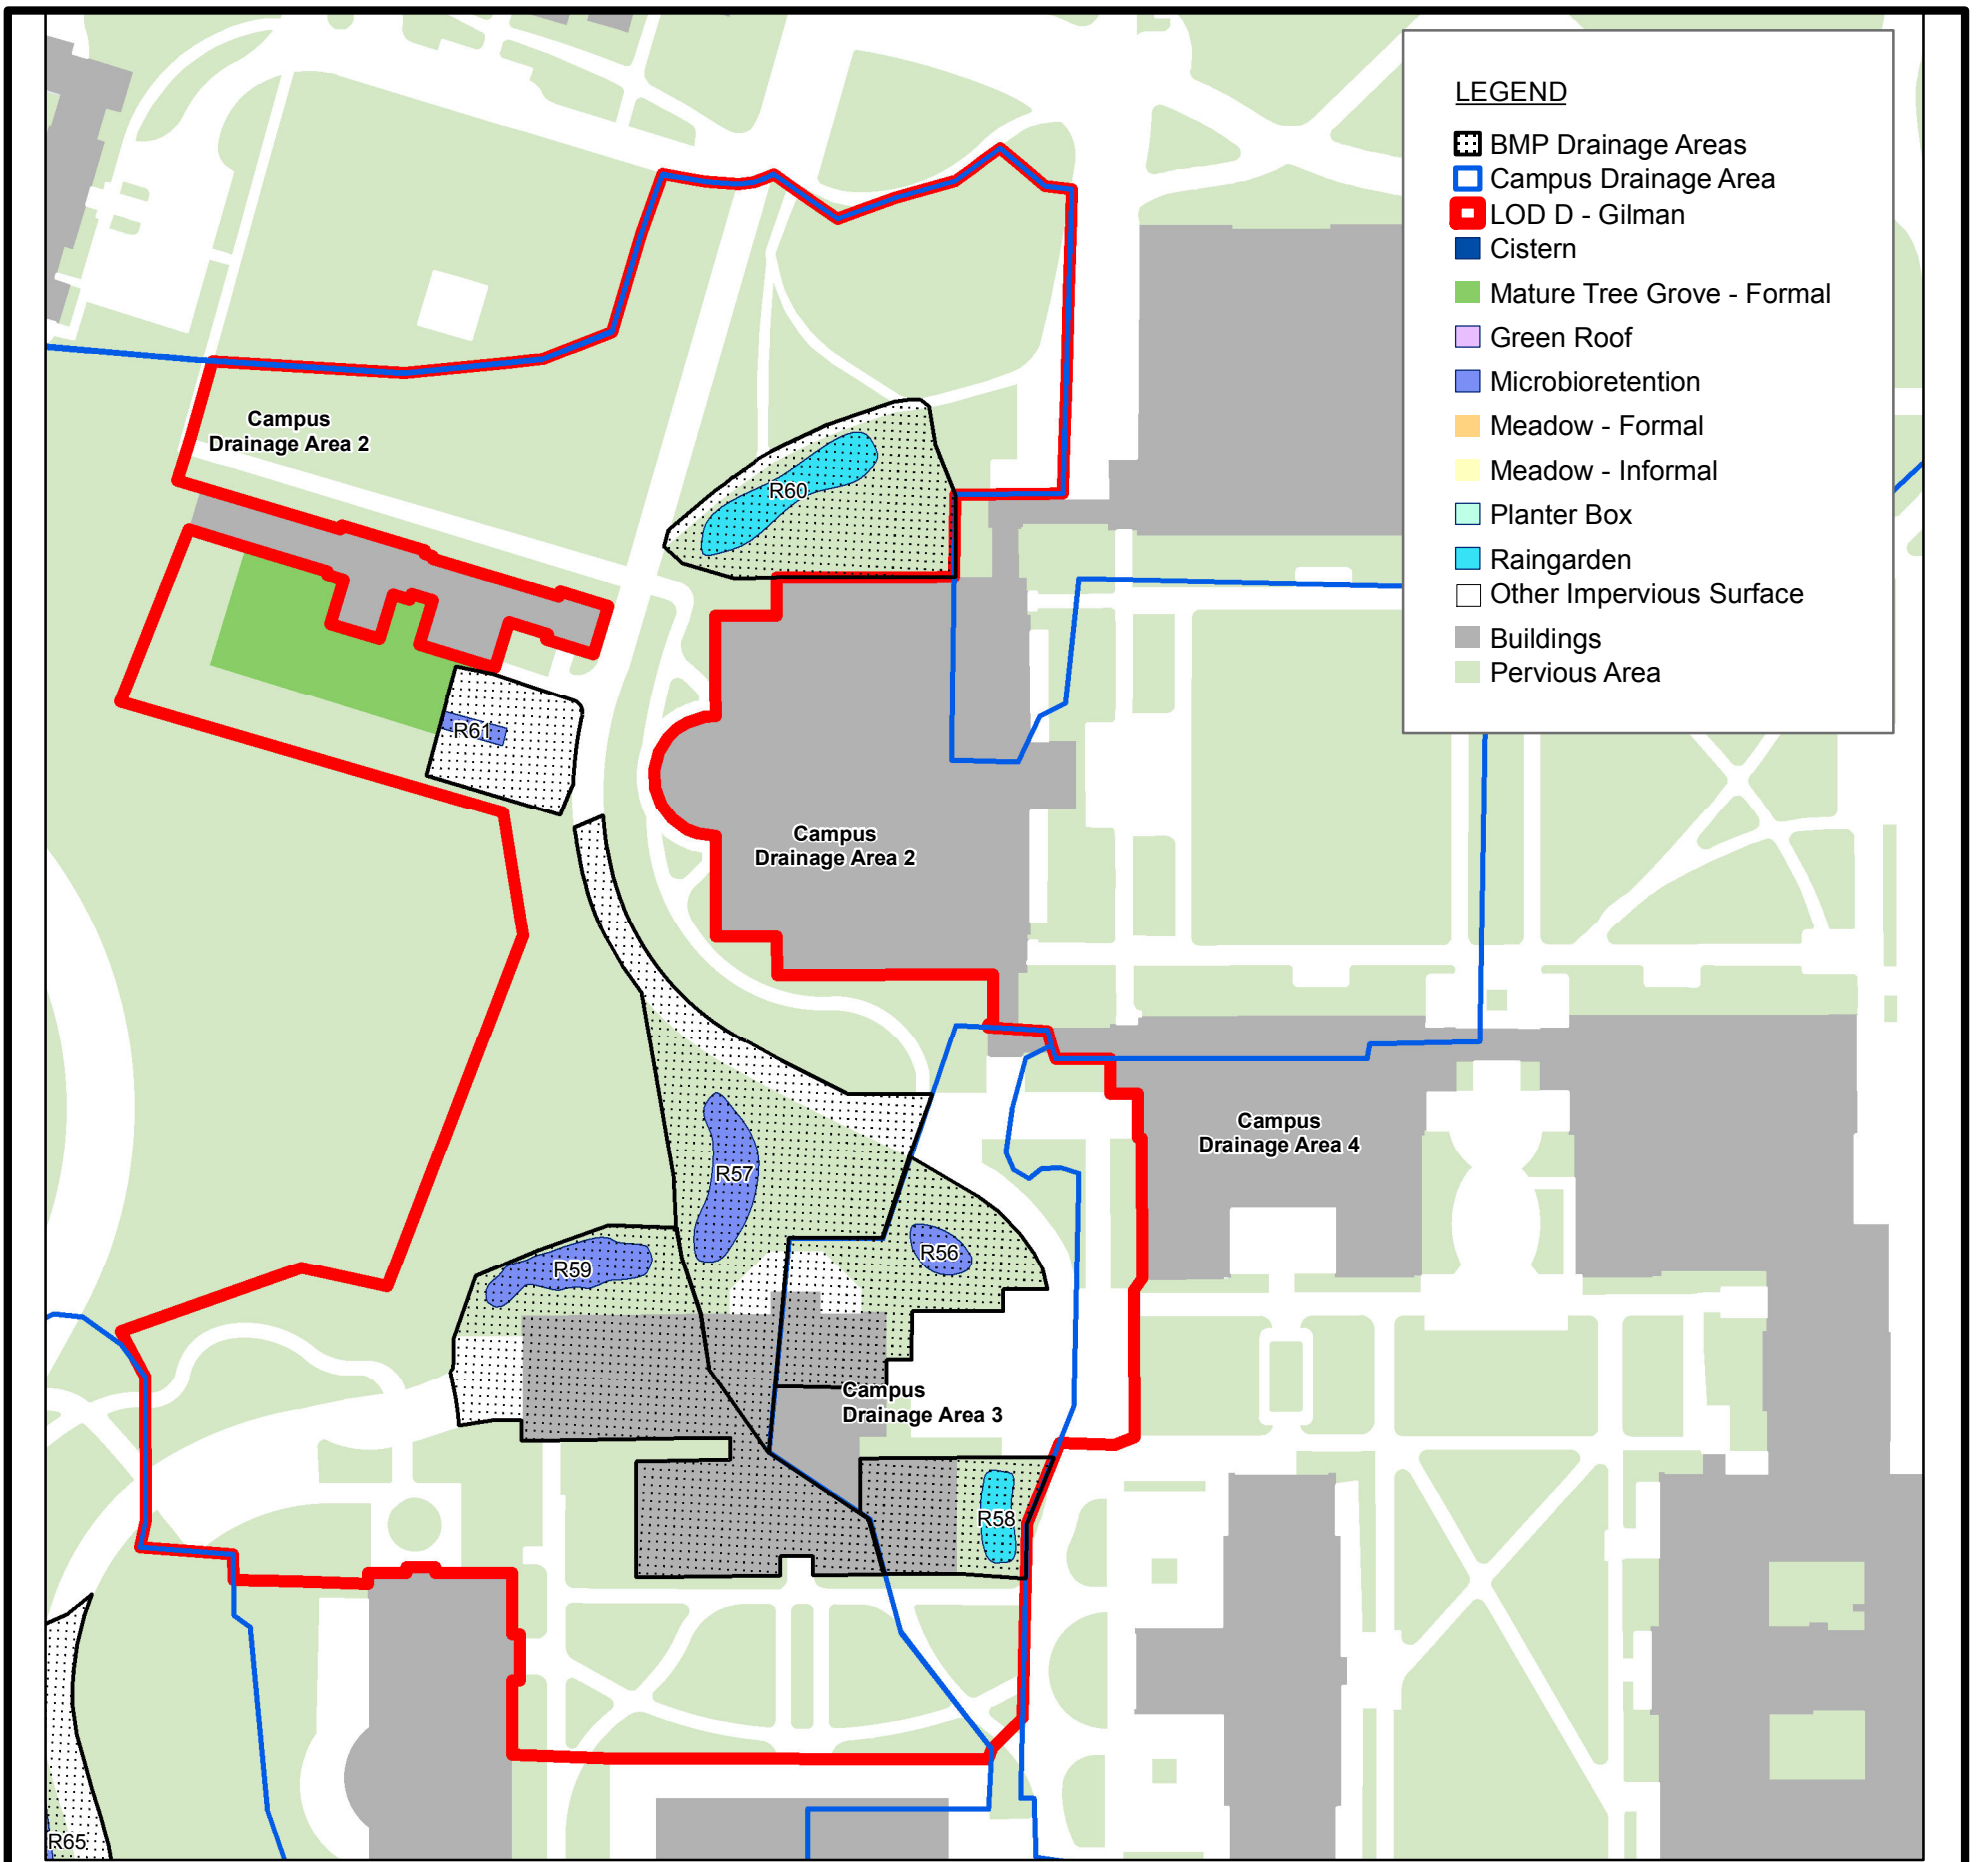 LEGEND
BMP Drainage Areas
Campus Drainage Area
LOD D - Gilman
Cistern
Mature Tree Grove - Formal
Green Roof
Microbioretention
Meadow - Formal
Meadow - Informal
Planter Box
Raingarden
Other Impervious Surface
Buildings
Pervious Area
Campus
Drainage Area 2
R60
R61
Campus
Drainage Area 2
Campus
Drainage Area 4
R57
R56
R59
Campus
Drainage Area 3
R58
R65